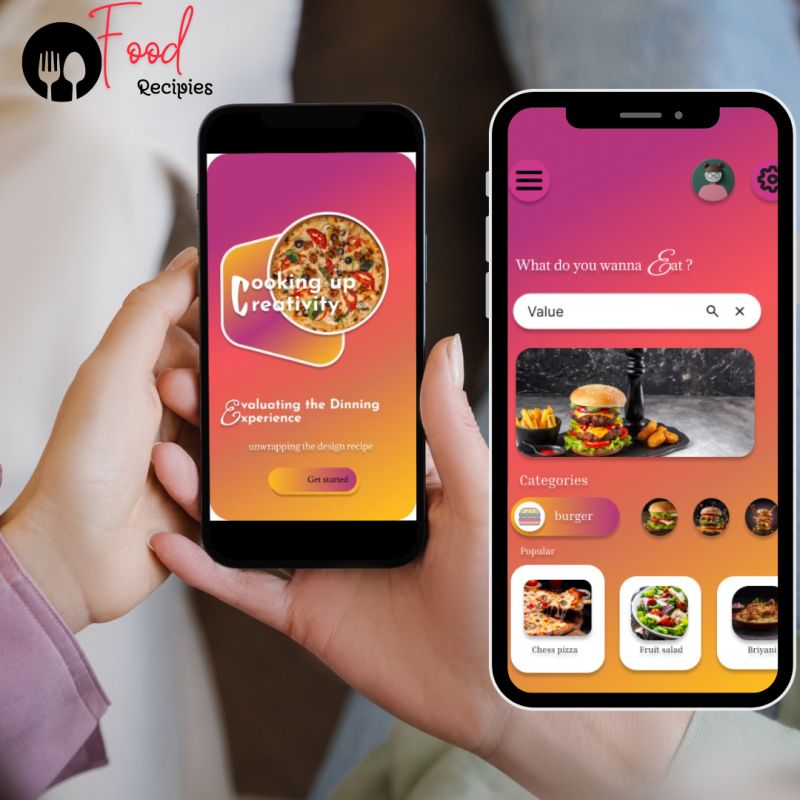 Food
Recipies
Cooking up
Creativity
Evaluating the Dinning
Experience
unwrapping the design recipe
Get started
What do you wanna Eat ?
Value
Categories
burger
Popular
Chess pizza
Fruit salad
Briyani